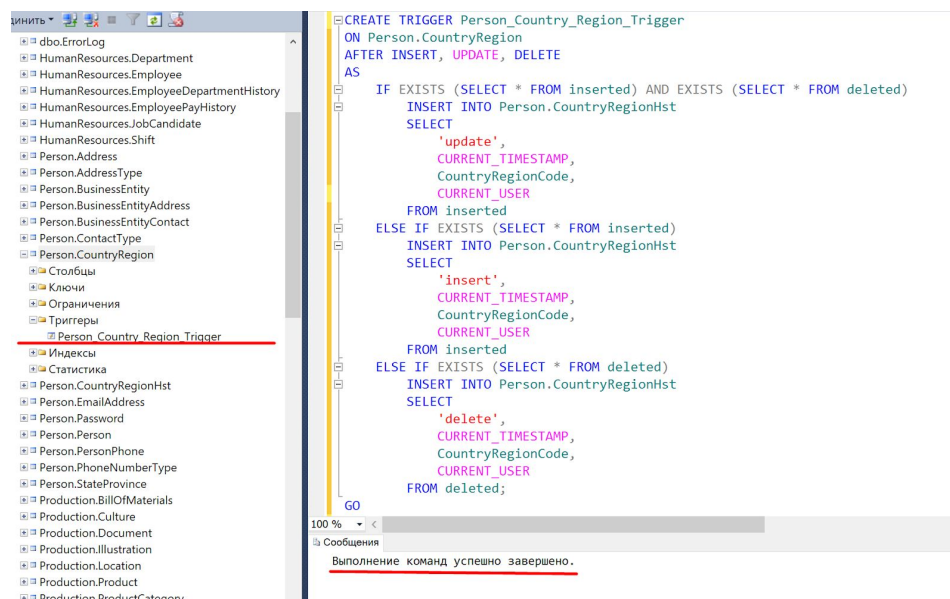 динить
dbo.ErrorLog
HumanResources.Department
HumanResources.Employee
HumanResources.EmployeeDepartmentHistory
HumanResources.EmployeePayHistory
HumanResources.JobCandidate
HumanResources.Shift
Person.Address
Person.AddressType
Person.BusinessEntity
Person.BusinessEntityAddress
Person.BusinessEntityContact
Person.ContactType
Person.CountryRegion
Столбцы
Ключи
Ограничения
Триггеры
Person_Country_Region_Trigger
Индексы
Статистика
Person.CountryRegionHst
Person.EmailAddress
Person.Password
Person.Person
Person.PersonPhone
Person.PhoneNumberType
Person.StateProvince
Production.BillOfMaterials
Production.Culture
Production.Document
Production.Illustration
Production.Location
Production.Product
Production.ProductCategory
CREATE TRIGGER Person_Country_Region_Trigger
ON Person.CountryRegion
AFTER INSERT, UPDATE, DELETE
AS
IF EXISTS (SELECT * FROM inserted) AND EXISTS (SELECT * FROM deleted)
INSERT INTO Person.CountryRegionHst
SELECT
'update',
CURRENT_TIMESTAMP,
CountryRegionCode,
CURRENT_USER
FROM inserted
ELSE IF EXISTS (SELECT * FROM inserted)
INSERT INTO Person.CountryRegionHst
SELECT
'insert',
CURRENT_TIMESTAMP,
CountryRegionCode,
CURRENT_USER
FROM inserted
ELSE IF EXISTS (SELECT * FROM deleted)
INSERT INTO Person.CountryRegionHst
SELECT
'delete',
CURRENT_TIMESTAMP,
CountryRegionCode,
CURRENT_USER
FROM deleted;
GO
100 %
Сообщения
Выполнение команд успешно завершено.